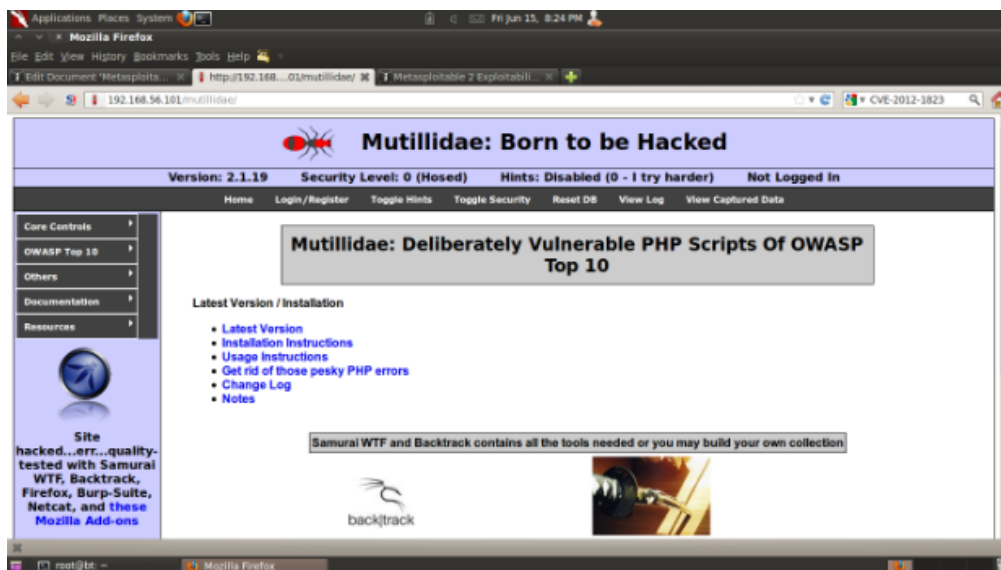 Applications Places System Fri Jun 15, 8:24 PM
Mozilla Firefox
File Edit View History Bookmarks Tools Help
Edit Document 'Metasploita... http://192.168....01/mutillidae/ Metasploitable 2 Exploitabili...
192.168.56.101/mutillidae/ CVE-2012-1823
Mutillidae: Born to be Hacked
Version: 2.1.19 Security Level: 0 (Hosed) Hints: Disabled (0 - I try harder) Not Logged In
Home Login/Register Toggle Hints Toggle Security Reset DB View Log View Captured Data
Core Controls
OWASP Top 10
Others
Documentation
Resources
Site
hacked...err...quality-
tested with Samurai
WTF, Backtrack,
Firefox, Burp-Suite,
Netcat, and these
Mozilla Add-ons
Mutillidae: Deliberately Vulnerable PHP Scripts Of OWASP
Top 10
Latest Version / Installation
Latest Version
Installation Instructions
Usage Instructions
Get rid of those pesky PHP errors
Change Log
Notes
Samurai WTF and Backtrack contains all the tools needed or you may build your own collection
back|track
root@bt: ~ Mozilla Firefox